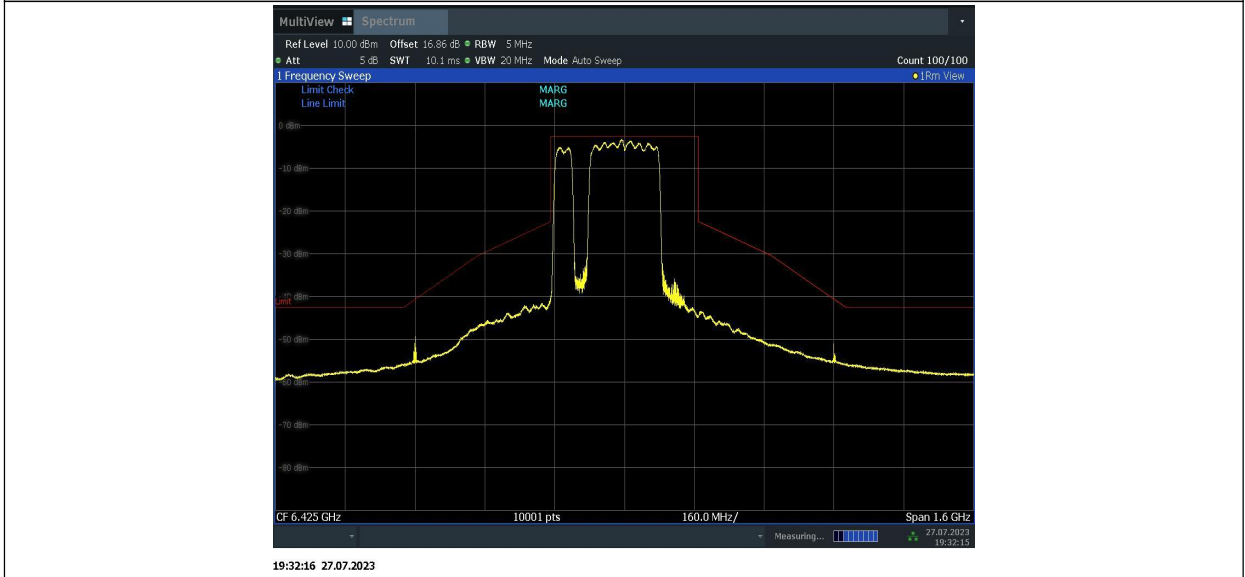 MultiView Spectrum
Ref Level 10.00 dBm Offset 16.86 dB RBW 5 MHz
Att 5 dB SWT 10.1 ms VBW 20 MHz Mode Auto Sweep Count 100/100
1 Frequency Sweep 1Rm View
Limit Check MARG
Line Limit MARG
0 dBm
-10 dBm
-20 dBm
-30 dBm
-40 dBm
Limit
-50 dBm
-60 dBm
-70 dBm
-80 dBm
CF 6.425 GHz 10001 pts 160.0 MHz/ Span 1.6 GHz
Measuring... 27.07.2023
19:32:15
19:32:16 27.07.2023